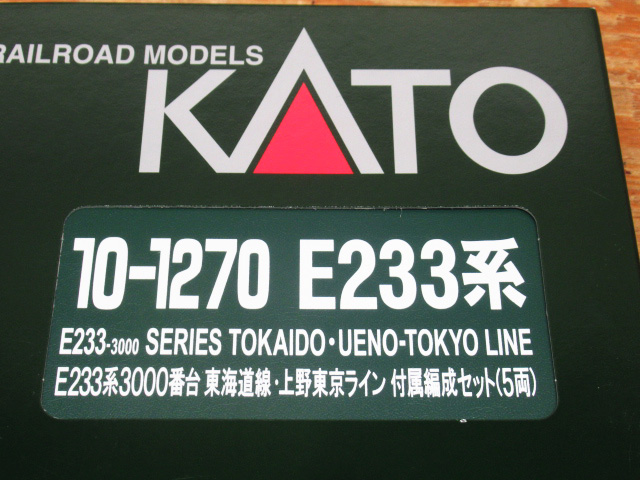 RAILROAD MODELS
KATO
10-1270 E233系
E233-3000 SERIES TOKAIDO・UENO-TOKYO LINE
E233系3000番台 東海道線・上野東京ライン 付属編成セット(5両)